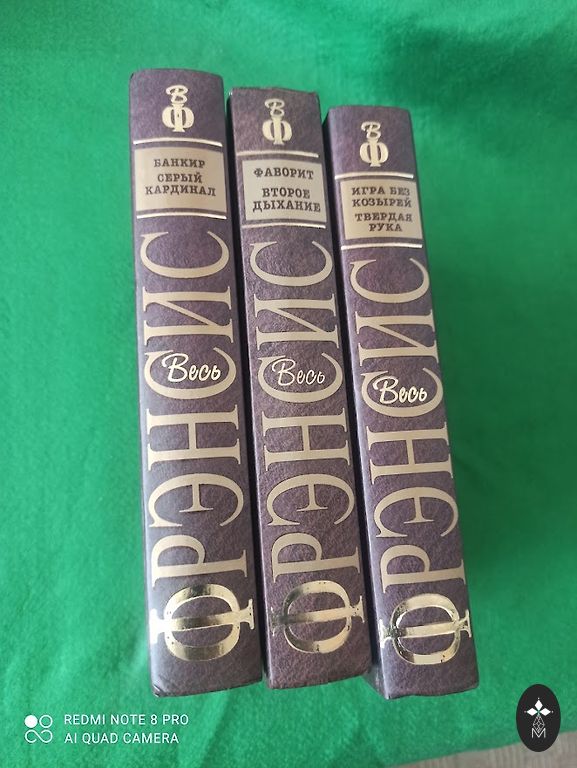 ВФ
БАНКИР
СЕРЫЙ
КАРДИНАЛ
ФРЭНСИС
Весь
ВФ
ФАВОРИТ
ВТОРОЕ
ДЫХАНИЕ
ФРЭНСИС
Весь
ВФ
ИГРА БЕЗ
КОЗЫРЕЙ
ТВЕРДАЯ
РУКА
ФРЭНСИС
Весь
REDMI NOTE 8 PRO
AI QUAD CAMERA
M